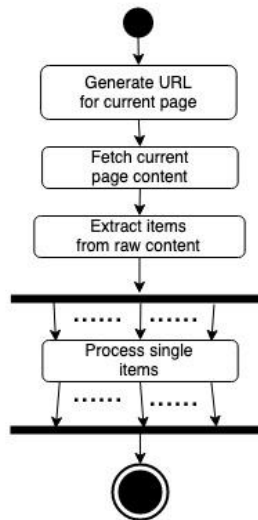 Generate URL
for current page
Fetch current
page content
Extract items
from raw content
...... ......
Process single
items
...... ......